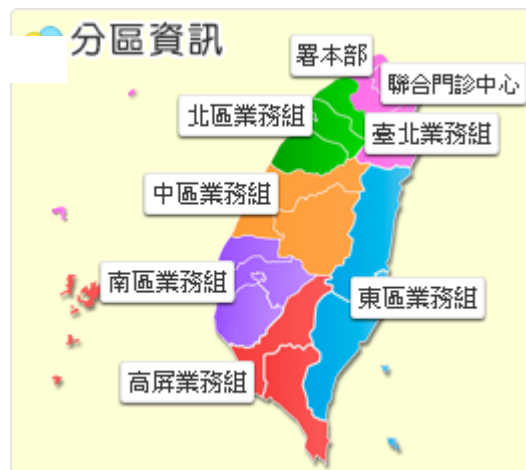 分區資訊
署本部
聯合門診中心
北區業務組
臺北業務組
中區業務組
南區業務組
東區業務組
高屏業務組